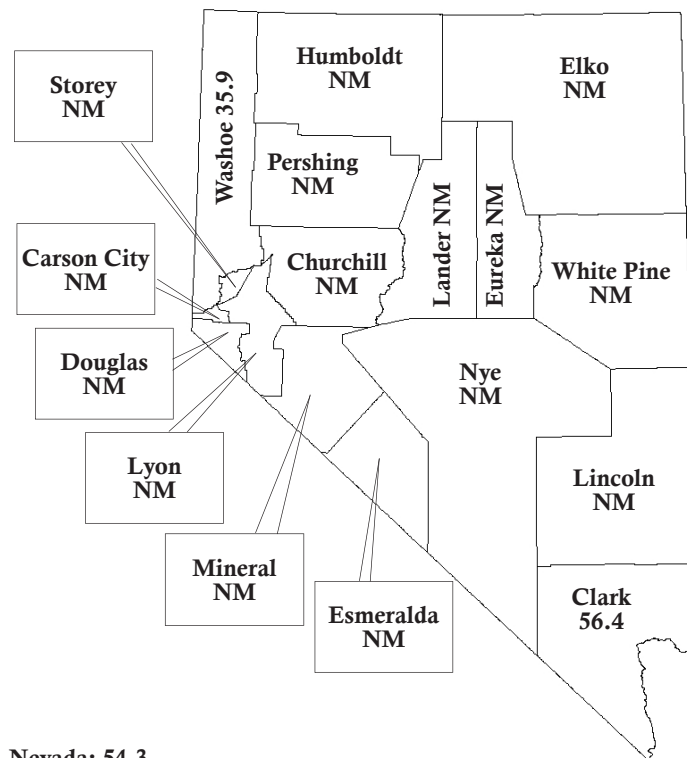 Humboldt
NM
Elko
NM
Storey
NM
Washoe 35.9
Pershing
NM
Lander NM
Eureka NM
Carson City
NM
Churchill
NM
White Pine
NM
Douglas
NM
Nye
NM
Lyon
NM
Lincoln
NM
Mineral
NM
Esmeralda
NM
Clark
56.4
Nevada: 54.3